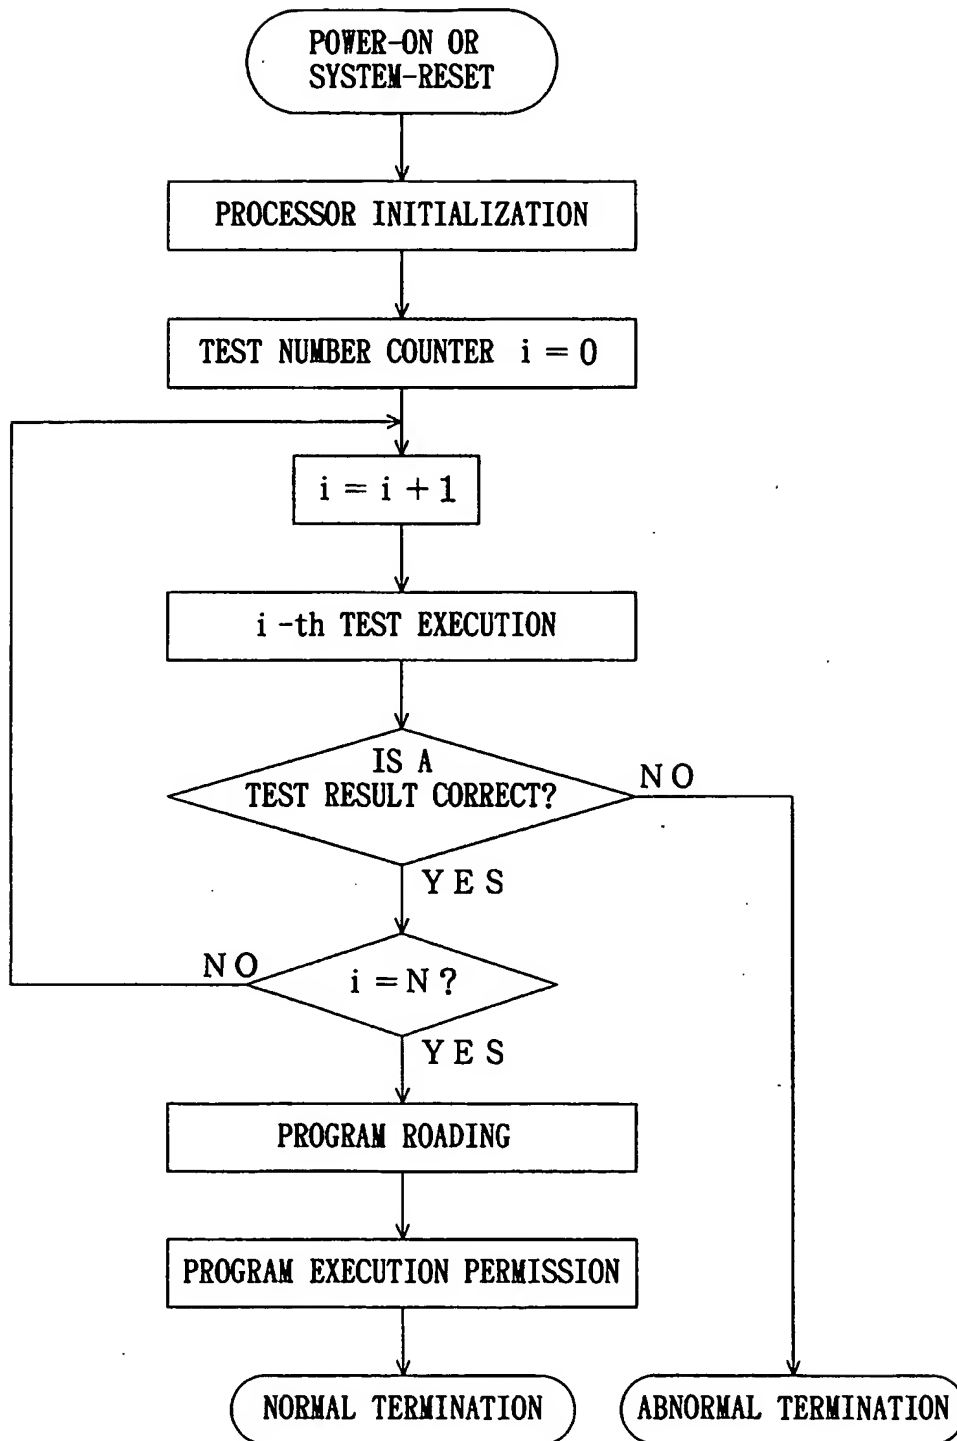 POWER-ON OR
SYSTEM-RESET
PROCESSOR INITIALIZATION
TEST NUMBER COUNTER i = 0
i = i + 1
i -th TEST EXECUTION
IS A
TEST RESULT CORRECT?
NO
YES
NO
i = N ?
YES
PROGRAM ROADING
PROGRAM EXECUTION PERMISSION
NORMAL TERMINATION
ABNORMAL TERMINATION